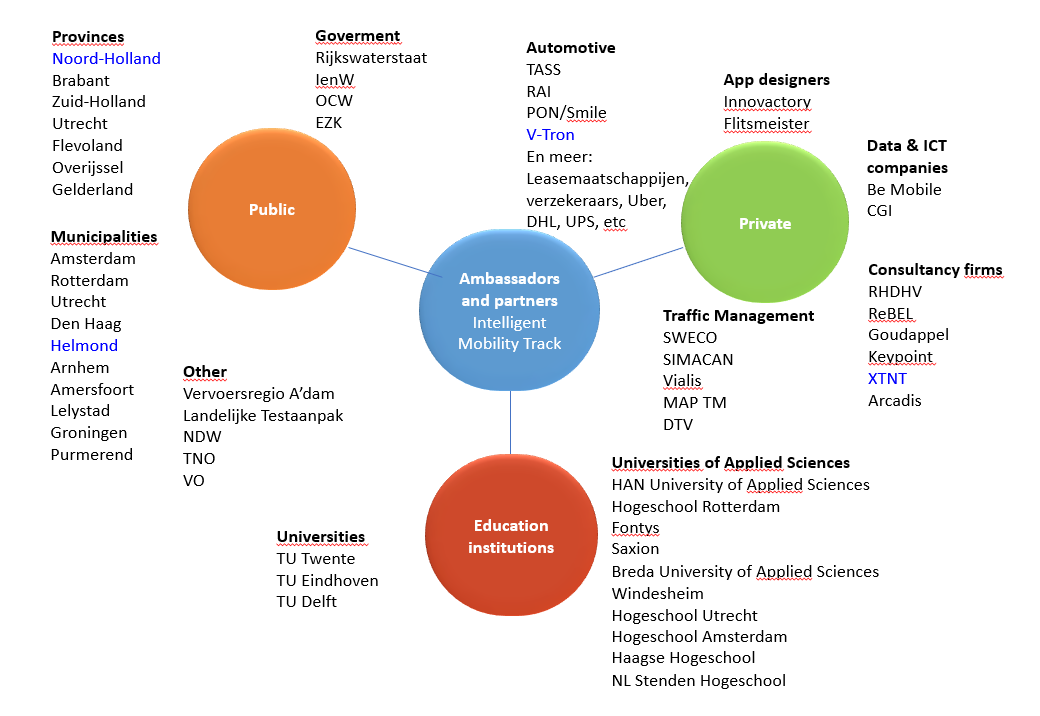 Provinces
Noord-Holland
Brabant
Zuid-Holland
Utrecht
Flevoland
Overijssel
Gelderland
Goverment
Rijkswaterstaat
IenW
OCW
EZK
Automotive
TASS
RAI
PON/Smile
V-Tron
En meer:
Leasemaatschappijen,
verzekeraars, Uber,
DHL, UPS, etc
App designers
Innovactory
Flitsmeister
Data & ICT
companies
Be Mobile
CGI
Public
Private
Municipalities
Amsterdam
Rotterdam
Utrecht
Den Haag
Helmond
Arnhem
Amersfoort
Lelystad
Groningen
Purmerend
Ambassadors
and partners
Intelligent
Mobility Track
Consultancy firms
RHDHV
ReBEL
Goudappel
Keypoint
XTNT
Arcadis
Traffic Management
SWECO
SIMACAN
Vialis
MAP TM
DTV
Other
Vervoersregio A’dam
Landelijke Testaanpak
NDW
TNO
VO
Education
institutions
Universities
TU Twente
TU Eindhoven
TU Delft
Universities of Applied Sciences
HAN University of Applied Sciences
Hogeschool Rotterdam
Fontys
Saxion
Breda University of Applied Sciences
Windesheim
Hogeschool Utrecht
Hogeschool Amsterdam
Haagse Hogeschool
NL Stenden Hogeschool